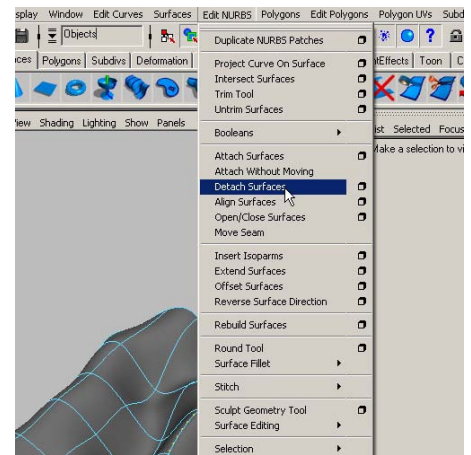 splay Window Edit Curves Surfaces Edit NURBS Polygons Edit Polygons Polygon UVs Subd
Objects
ces Polygons Subdivs Deformation
tEffects Toon C
View Shading Lighting Show Panels
ist Selected Focus
Make a selection to vi
Duplicate NURBS Patches
Project Curve On Surface
Intersect Surfaces
Trim Tool
Untrim Surfaces
Booleans
Attach Surfaces
Attach Without Moving
Detach Surfaces
Align Surfaces
Open/Close Surfaces
Move Seam
Insert Isoparms
Extend Surfaces
Offset Surfaces
Reverse Surface Direction
Rebuild Surfaces
Round Tool
Surface Fillet
Stitch
Sculpt Geometry Tool
Surface Editing
Selection